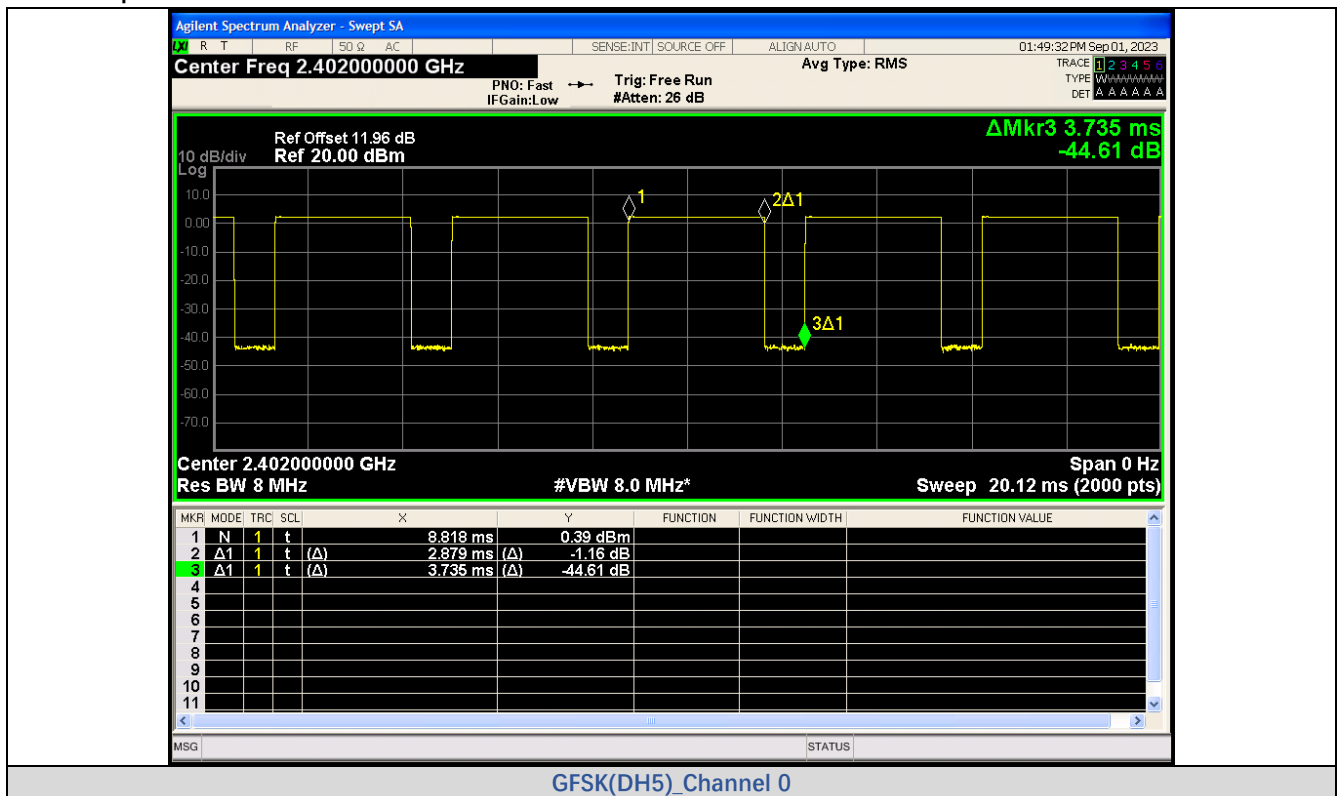 Agilent Spectrum Analyzer - Swept SA
LXI R T RF 50 Ω AC SENSE:INT SOURCE OFF ALIGN AUTO 01:49:32 PM Sep 01, 2023
Center Freq 2.402000000 GHz Avg Type: RMS TRACE 1 2 3 4 5 6
PNO: Fast Trig: Free Run TYPE
IFGain:Low #Atten: 26 dB DET A A A A A A
ΔMkr3 3.735 ms
-44.61 dB
Ref Offset 11.96 dB
10 dB/div Ref 20.00 dBm
Log
10.0
0.00
-10.0
-20.0
-30.0
-40.0
-50.0
-60.0
-70.0
1
2Δ1
3Δ1
Center 2.402000000 GHz Span 0 Hz
Res BW 8 MHz #VBW 8.0 MHz* Sweep 20.12 ms (2000 pts)
MKR MODE TRC SCL X Y FUNCTION FUNCTION WIDTH FUNCTION VALUE
1 N 1 t 8.818 ms 0.39 dBm
2 Δ1 1 t (Δ) 2.879 ms (Δ) -1.16 dB
3 Δ1 1 t (Δ) 3.735 ms (Δ) -44.61 dB
4
5
6
7
8
9
10
11
MSG STATUS
GFSK(DH5)_Channel 0